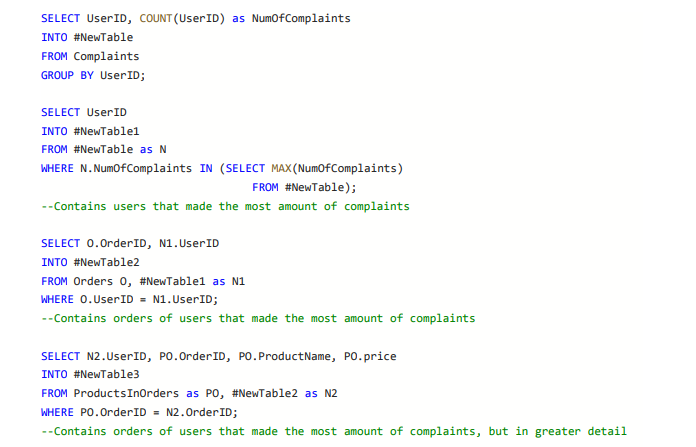 SELECT UserID, COUNT(UserID) as NumOfComplaints
INTO #NewTable
FROM Complaints
GROUP BY UserID;
SELECT UserID
INTO #NewTable1
FROM #NewTable as N
WHERE N.NumOfComplaints IN (SELECT MAX(NumOfComplaints)
FROM #NewTable);
--Contains users that made the most amount of complaints
SELECT O.OrderID, N1.UserID
INTO #NewTable2
FROM Orders O, #NewTable1 as N1
WHERE O.UserID = N1.UserID;
--Contains orders of users that made the most amount of complaints
SELECT N2.UserID, PO.OrderID, PO.ProductName, PO.price
INTO #NewTable3
FROM ProductsInOrders as PO, #NewTable2 as N2
WHERE PO.OrderID = N2.OrderID;
--Contains orders of users that made the most amount of complaints, but in greater detail